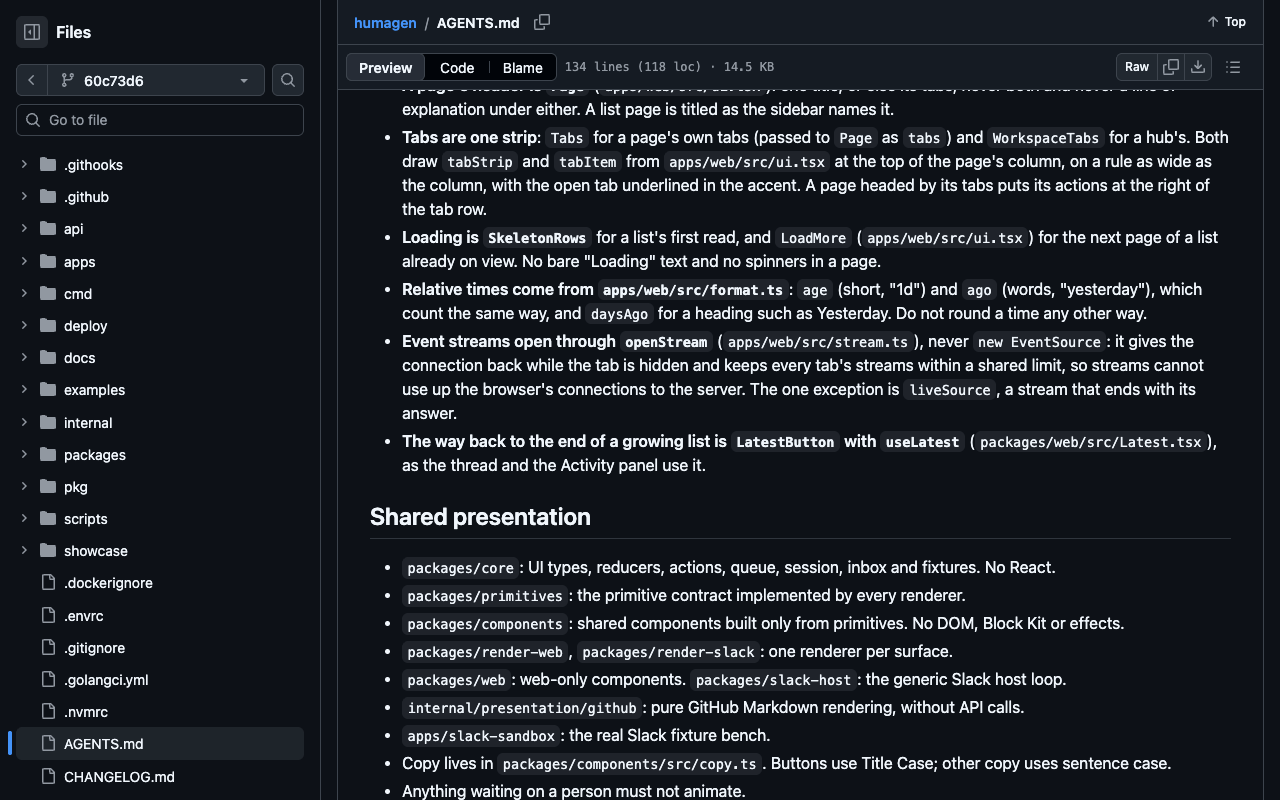 Files
60c73d6
Go to file
.githooks
.github
api
apps
cmd
deploy
docs
examples
internal
packages
pkg
scripts
showcase
.dockerignore
.envrc
.gitignore
.golangci.yml
.nvmrc
AGENTS.md
CHANGELOG.md
humagen / AGENTS.md
Top
Preview Code Blame 134 lines (118 loc) · 14.5 KB
Raw
explanation under either. A list page is titled as the sidebar names it.
• Tabs are one strip: Tabs for a page's own tabs (passed to Page as tabs) and WorkspaceTabs for a hub's. Both
draw tabStrip and tabItem from apps/web/src/ui.tsx at the top of the page's column, on a rule as wide as
the column, with the open tab underlined in the accent. A page headed by its tabs puts its actions at the right of
the tab row.
• Loading is SkeletonRows for a list's first read, and LoadMore (apps/web/src/ui.tsx) for the next page of a list
already on view. No bare "Loading" text and no spinners in a page.
• Relative times come from apps/web/src/format.ts: age (short, "1d") and ago (words, "yesterday"), which
count the same way, and daysAgo for a heading such as Yesterday. Do not round a time any other way.
• Event streams open through openStream (apps/web/src/stream.ts), never new EventSource: it gives the
connection back while the tab is hidden and keeps every tab's streams within a shared limit, so streams cannot
use up the browser's connections to the server. The one exception is liveSource, a stream that ends with its
answer.
• The way back to the end of a growing list is LatestButton with useLatest (packages/web/src/Latest.tsx),
as the thread and the Activity panel use it.
Shared presentation
• packages/core: UI types, reducers, actions, queue, session, inbox and fixtures. No React.
• packages/primitives: the primitive contract implemented by every renderer.
• packages/components: shared components built only from primitives. No DOM, Block Kit or effects.
• packages/render-web, packages/render-slack: one renderer per surface.
• packages/web: web-only components. packages/slack-host: the generic Slack host loop.
• internal/presentation/github: pure GitHub Markdown rendering, without API calls.
• apps/slack-sandbox: the real Slack fixture bench.
• Copy lives in packages/components/src/copy.ts. Buttons use Title Case; other copy uses sentence case.
• Anything waiting on a person must not animate.